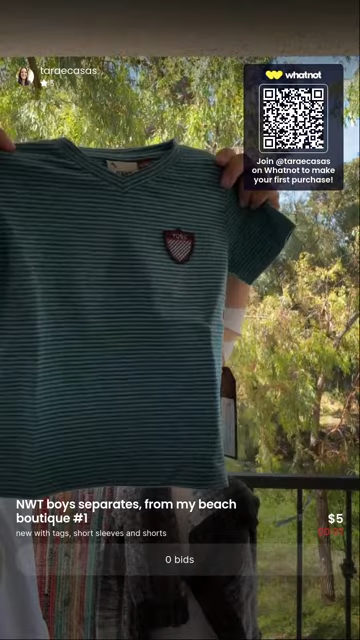 taraecasas
★5
whatnot
Join @taraecasas
on Whatnot to make
your first purchase!
NWT boys separates, from my beach
boutique #1
$5
new with tags, short sleeves and shorts
0 bids